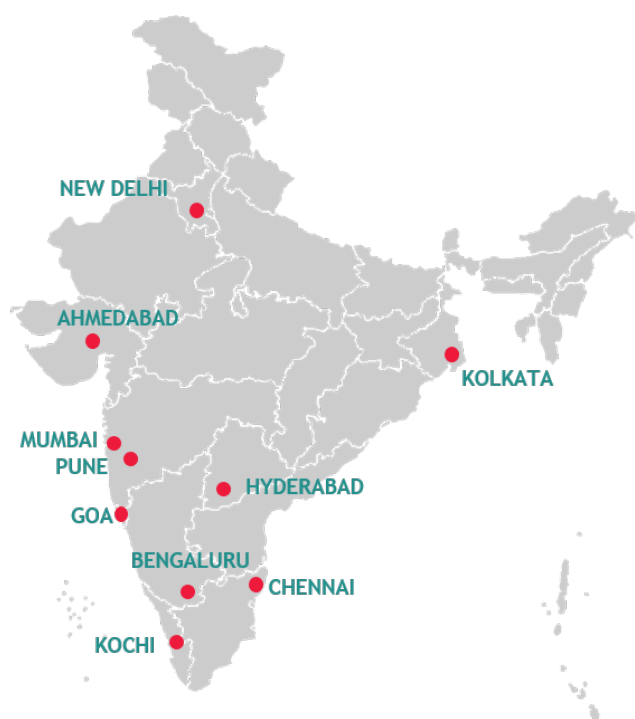 NEW DELHI
AHMEDABAD
KOLKATA
MUMBAI
PUNE
HYDERABAD
GOA
BENGALURU
CHENNAI
KOCHI